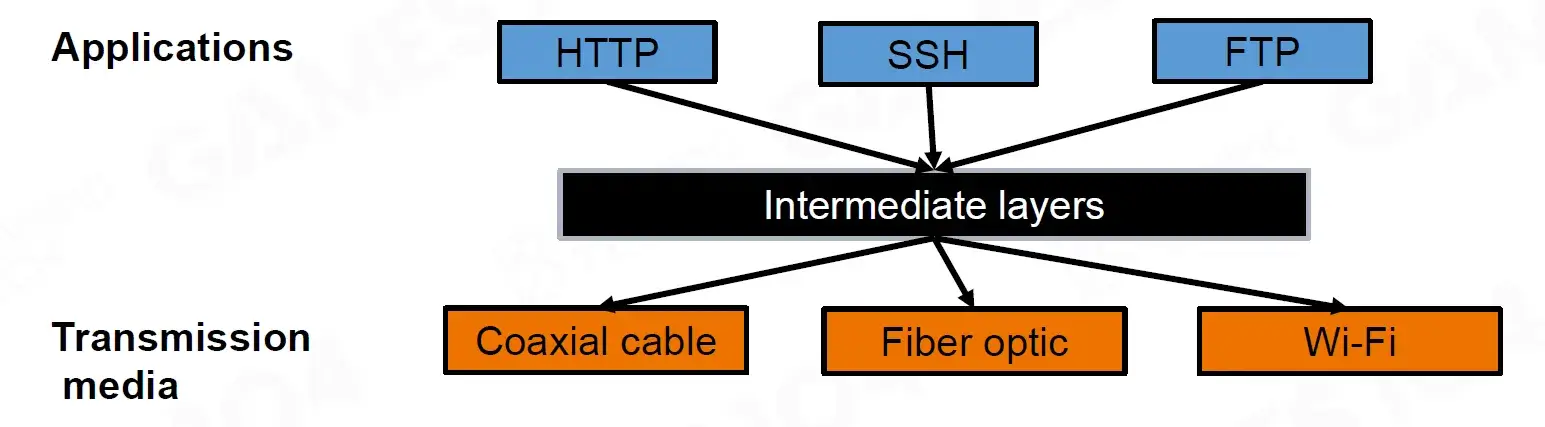 Applications
HTTP
SSH
FTP
Intermediate layers
Transmission
media
Coaxial cable
Fiber optic
Wi-Fi